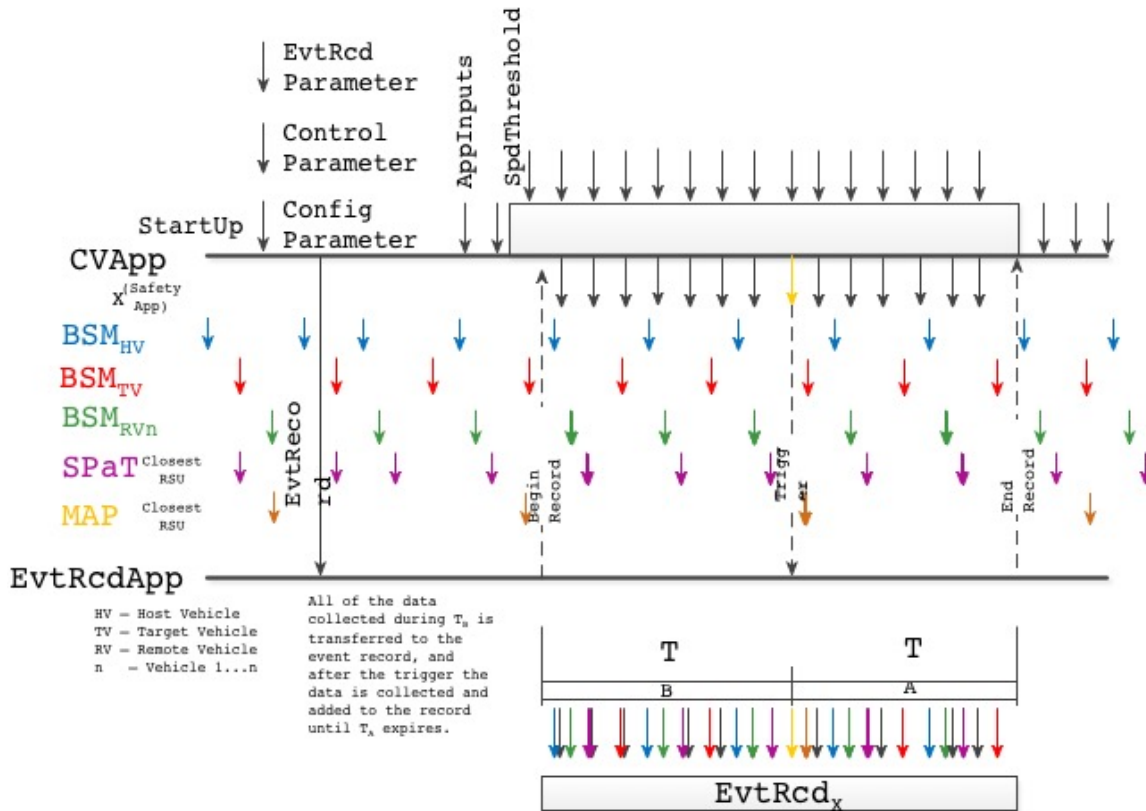 EvtRcd
Parameter
Control
Parameter
Config
Parameter
AppInputs
SpdThreshold
StartUp
CVApp
X(Safety
App)
BSMHV
BSMTV
BSMRVn
SPaT Closest
RSU
MAP Closest
RSU
EvtReco
rd
Begin
Record
Trigg
er
End
Record
EvtRcdApp
HV – Host Vehicle
TV – Target Vehicle
RV – Remote Vehicle
n – Vehicle 1...n
All of the data
collected during TB is
transferred to the
event record, and
after the trigger the
data is collected and
added to the record
until TA expires.
T
T
B
A
EvtRcdx